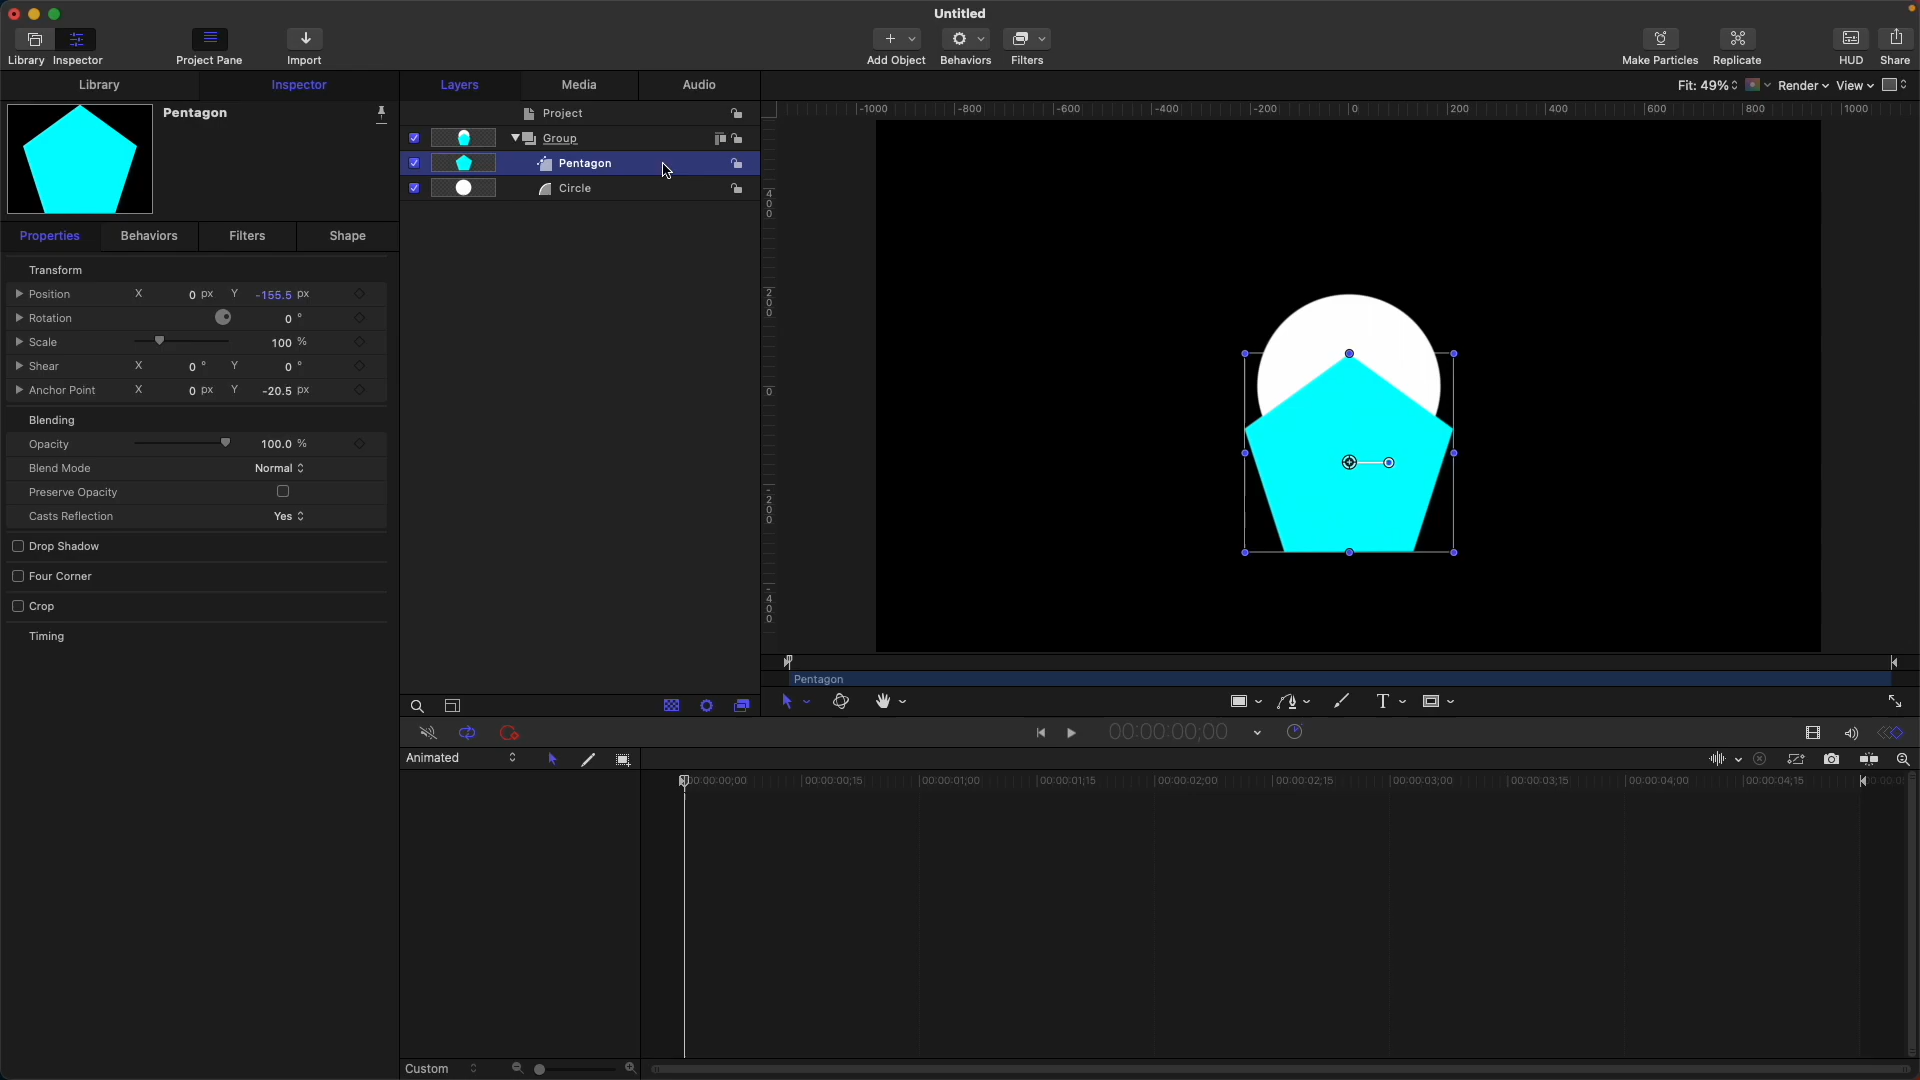 Untitled
Library Inspector Project Pane Import Add Object Behaviors Filters Make Particles Replicate HUD Share
Library Inspector Layers Media Audio
Fit: 49% Render View
Pentagon
Project
Group
Pentagon
Circle
-1000 -800 -600 -400 -200 0 200 400 600 800 1000
400
200
0
-200
-400
Properties Behaviors Filters Shape
Transform
Position X 0 px Y -155.5 px
Rotation 0 °
Scale 100 %
Shear X 0 ° Y 0 °
Anchor Point X 0 px Y -20.5 px
Blending
Opacity 100.0 %
Blend Mode Normal
Preserve Opacity
Casts Reflection Yes
Drop Shadow
Four Corner
Crop
Timing
Pentagon
T
00:00:00;00
Animated
00:00:00;00 00:00:00;15 00:00:01;00 00:00:01;15 00:00:02;00 00:00:02;15 00:00:03;00 00:00:03;15 00:00:04;00 00:00:04;15
Custom